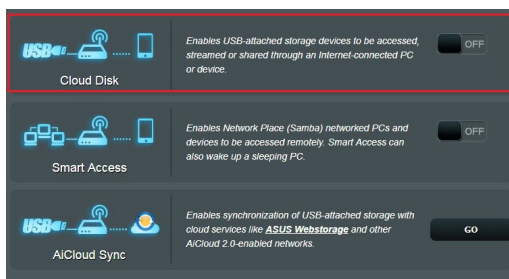 USB
Cloud Disk
Enables USB-attached storage devices to be accessed,
streamed or shared through an Internet-connected PC
or device.
OFF
Smart Access
Enables Network Place (Samba) networked PCs and
devices to be accessed remotely. Smart Access can
also wake up a sleeping PC.
OFF
USB
AiCloud Sync
Enables synchronization of USB-attached storage with
cloud services like ASUS Webstorage and other
AiCloud 2.0-enabled networks.
GO